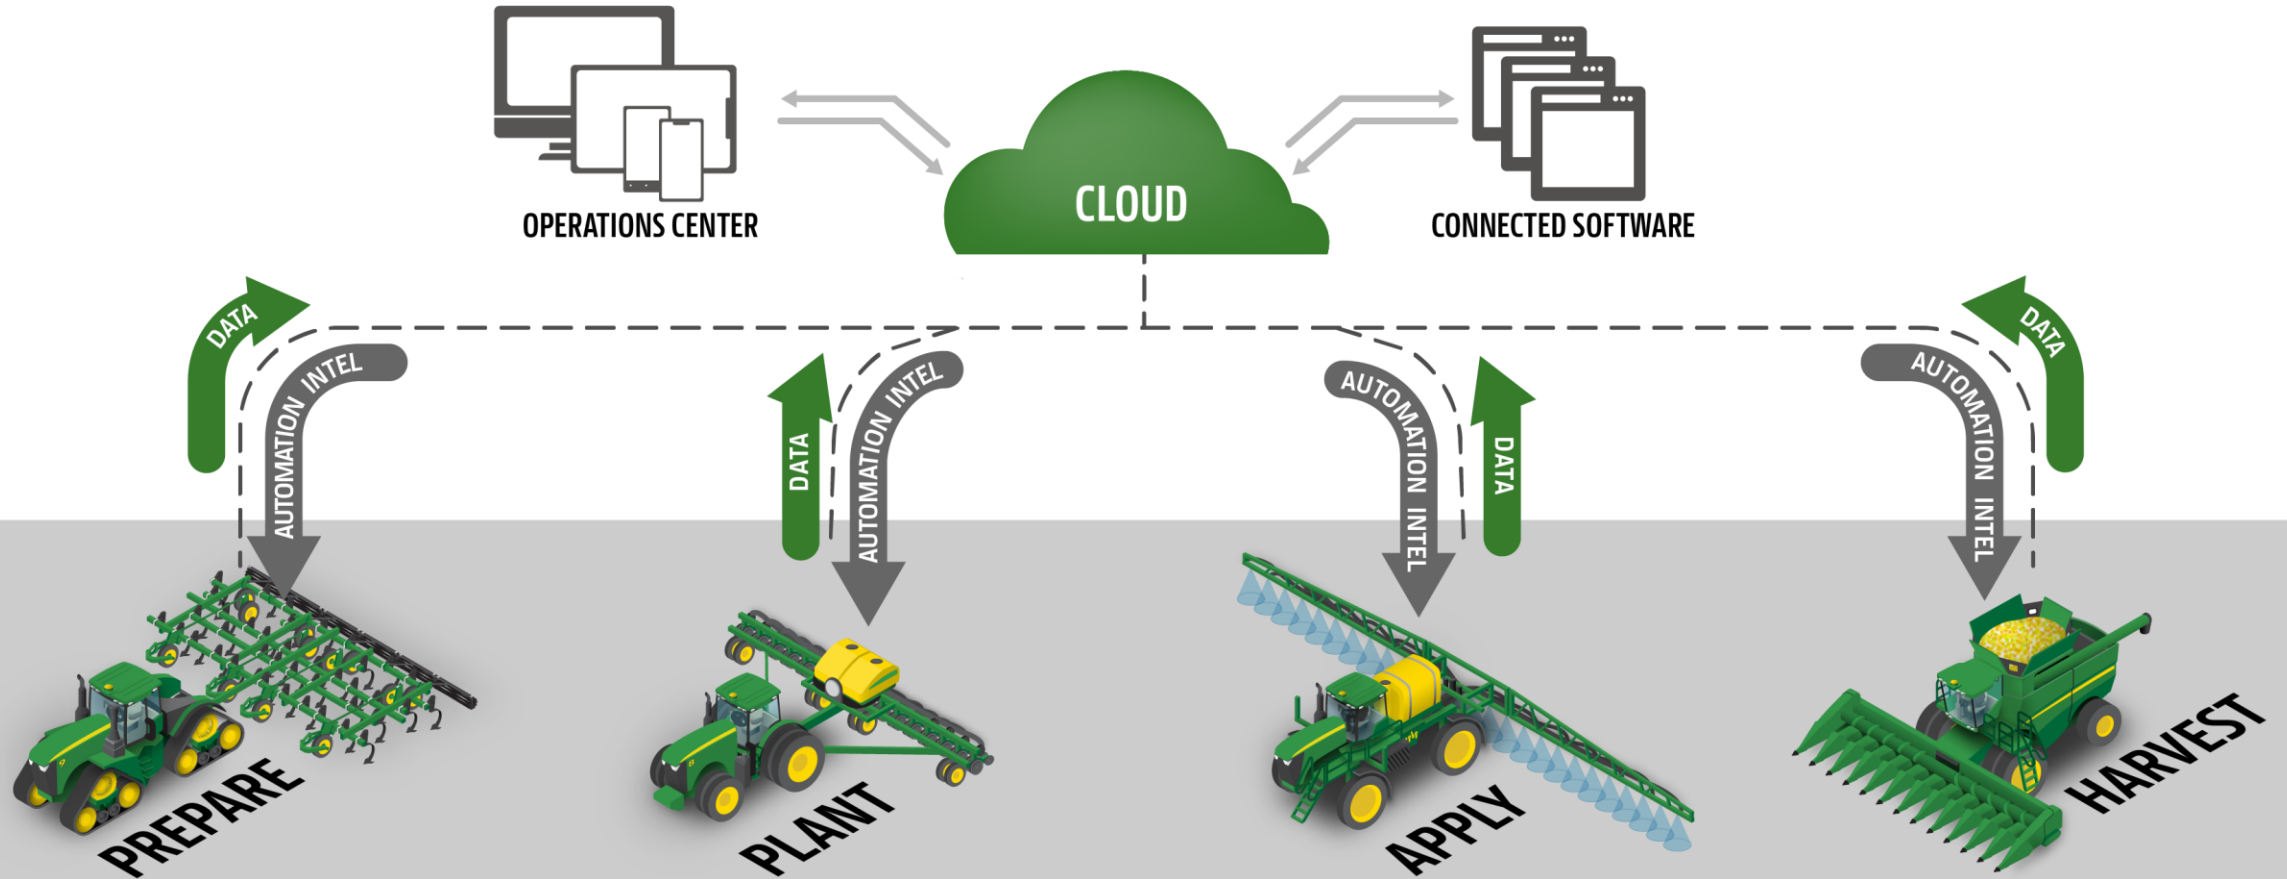 CLOUD
OPERATIONS CENTER
CONNECTED SOFTWARE
DATA
AUTOMATION INTEL
DATA
AUTOMATION INTEL
AUTOMATION INTEL
DATA
AUTOMATION INTEL
DATA
PREPARE
PLANT
APPLY
HARVEST